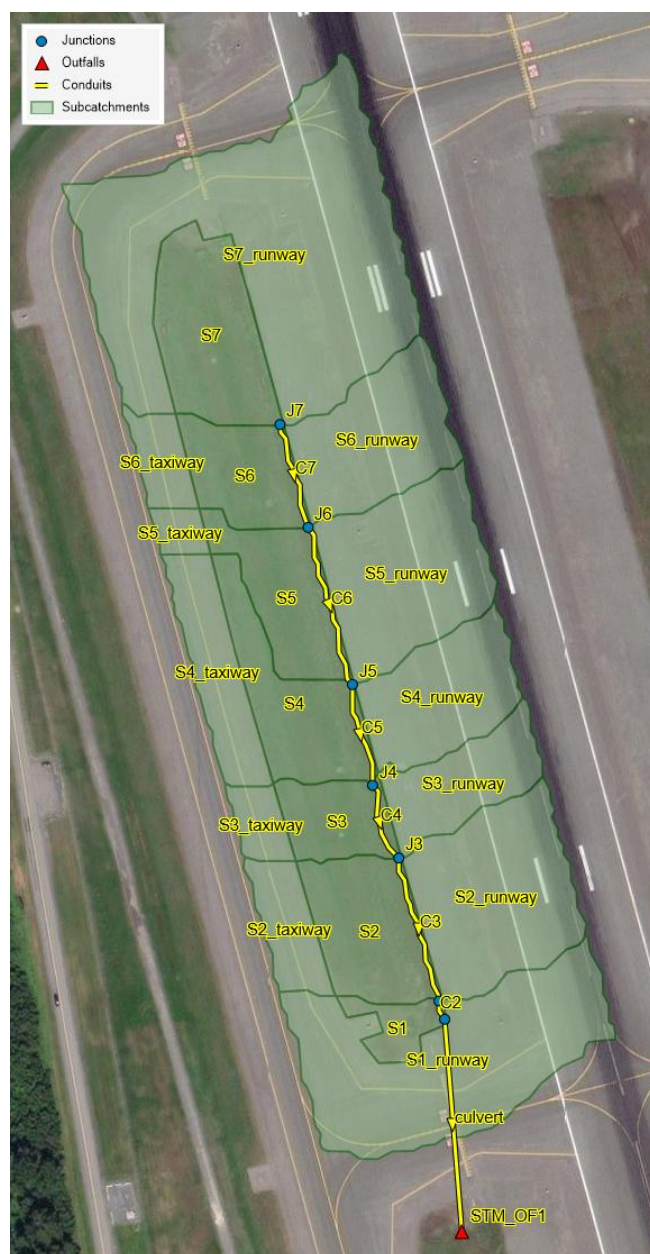 Junctions
Outfalls
Conduits
Subcatchments
S7_runway
S7
J7
S6_runway
S6_taxiway
S6
C7
J6
S5_taxiway
S5_runway
S5
C6
S4_taxiway
J5
S4_runway
S4
C5
J4
S3_runway
S3_taxiway
S3
C4
J3
S2_runway
S2_taxiway
S2
C3
C2
S1
S1_runway
culvert
STM_OF1